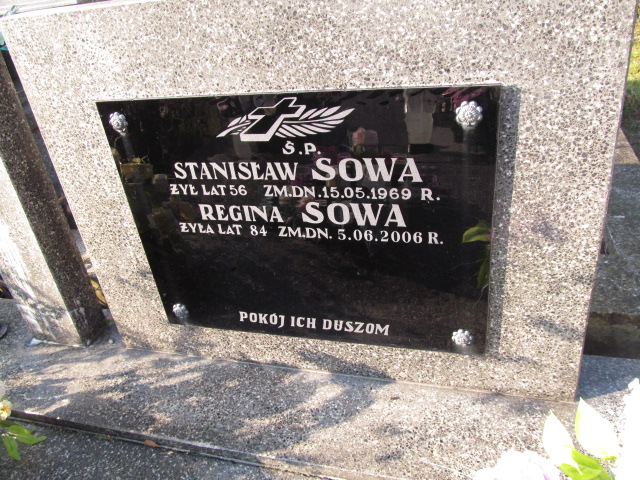 Ś.P.
STANISŁAW SOWA
ŻYŁ LAT 56 ZM.DN. 15.05.1969 R.
REGINA SOWA
ŻYŁA LAT 84 ZM.DN. 5.06.2006 R.
POKÓJ ICH DUSZOM